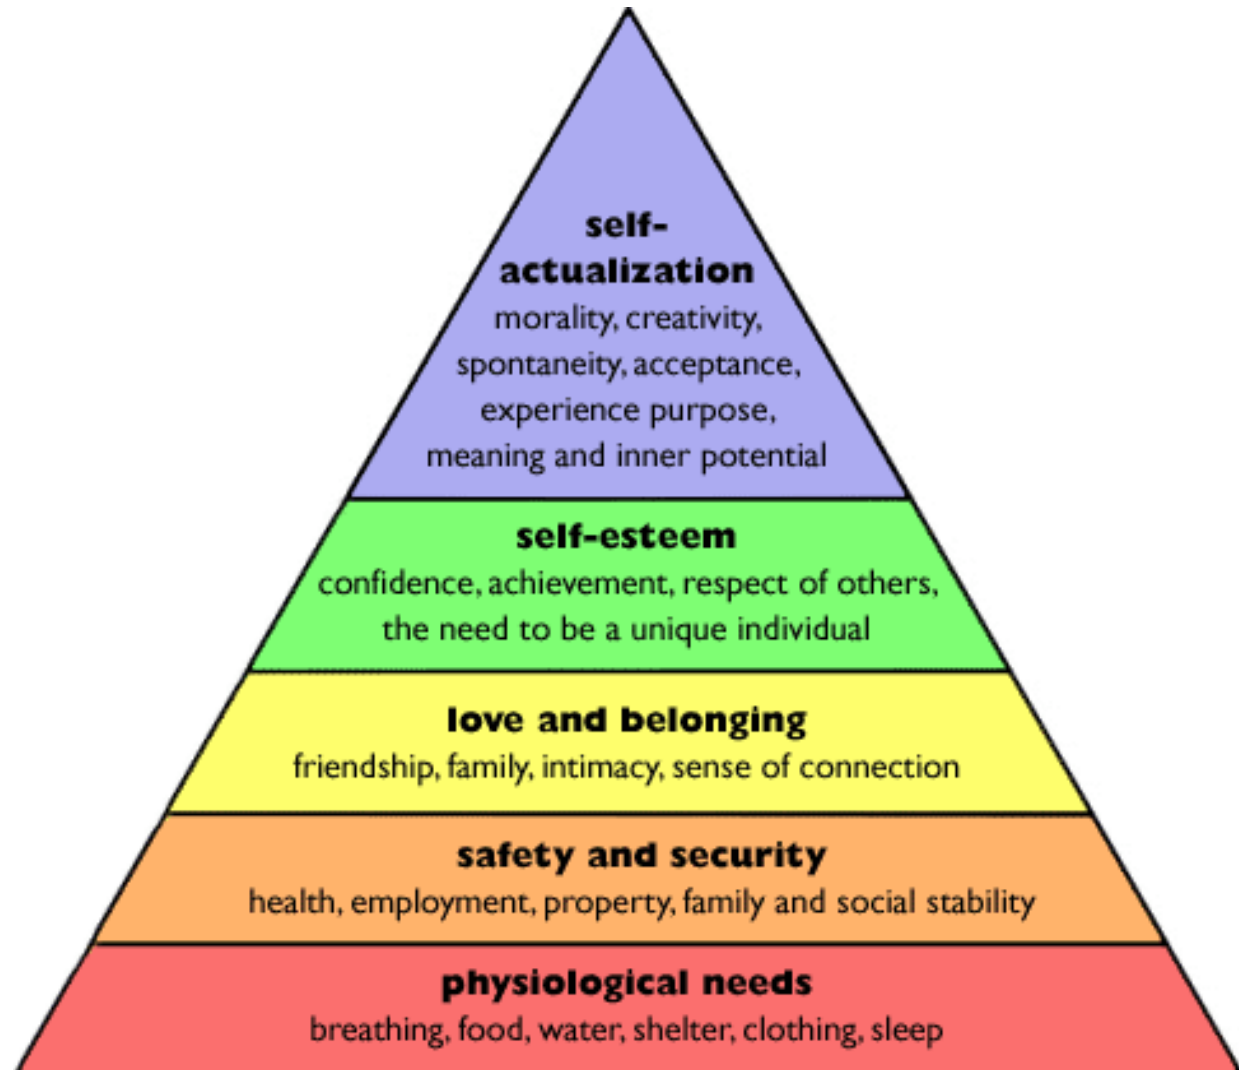 self-
actualization
morality, creativity,
spontaneity, acceptance,
experience purpose,
meaning and inner potential
self-esteem
confidence, achievement, respect of others,
the need to be a unique individual
love and belonging
friendship, family, intimacy, sense of connection
safety and security
health, employment, property, family and social stability
physiological needs
breathing, food, water, shelter, clothing, sleep